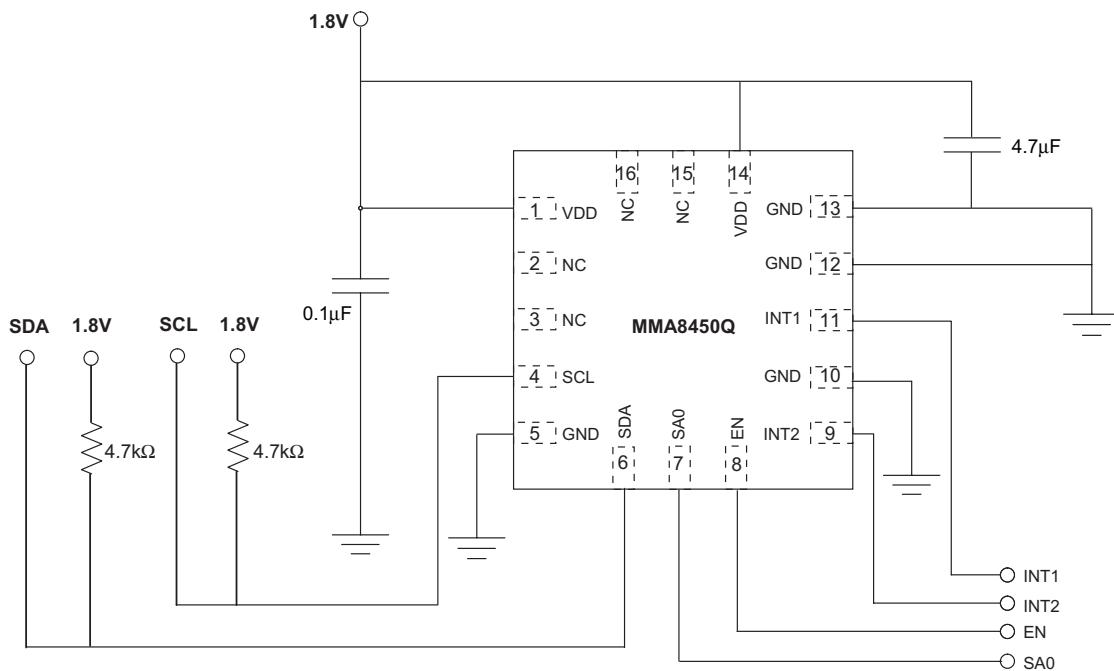 1.8V
4.7μF
16 15 14
NC NC VDD
1 VDD
GND 13
2 NC
GND 12
0.1μF
3 NC
MMA8450Q
INT1 11
SDA 1.8V SCL 1.8V
4 SCL
GND 10
5 GND
SDA SA0 EN
INT2 9
6 7 8
4.7kΩ
4.7kΩ
INT1
INT2
EN
SA0